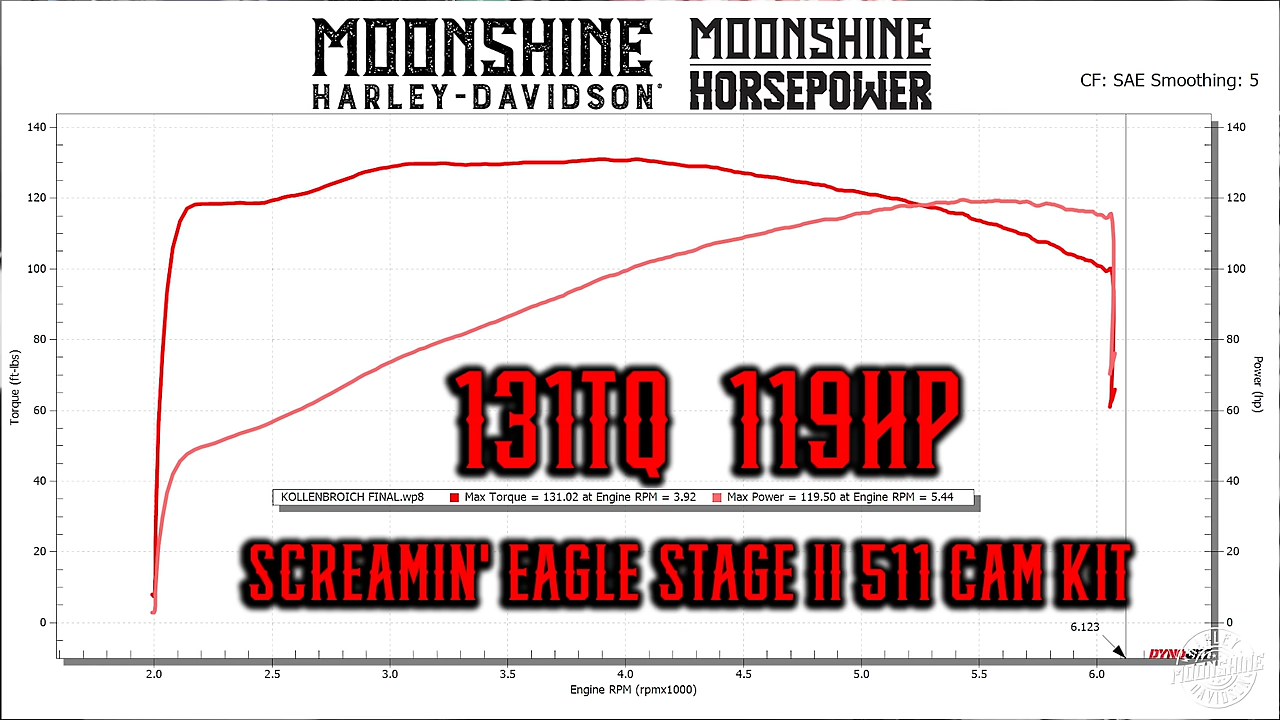 MOONSHINE
HARLEY-DAVIDSON
MOONSHINE
HORSEPOWER
CF: SAE Smoothing: 5
140
120
100
80
60
40
20
0
Torque (ft-lbs)
140
120
100
80
60
40
20
0
Power (hp)
131TQ 119HP
KOLLENBROICH FINAL.wp8 Max Torque = 131.02 at Engine RPM = 3.92 Max Power = 119.50 at Engine RPM = 5.44
SCREAMIN' EAGLE STAGE II 511 CAM KIT
6.123
2.0 2.5 3.0 3.5 4.0 4.5 5.0 5.5 6.0
Engine RPM (rpmx1000)
MOONSHINE